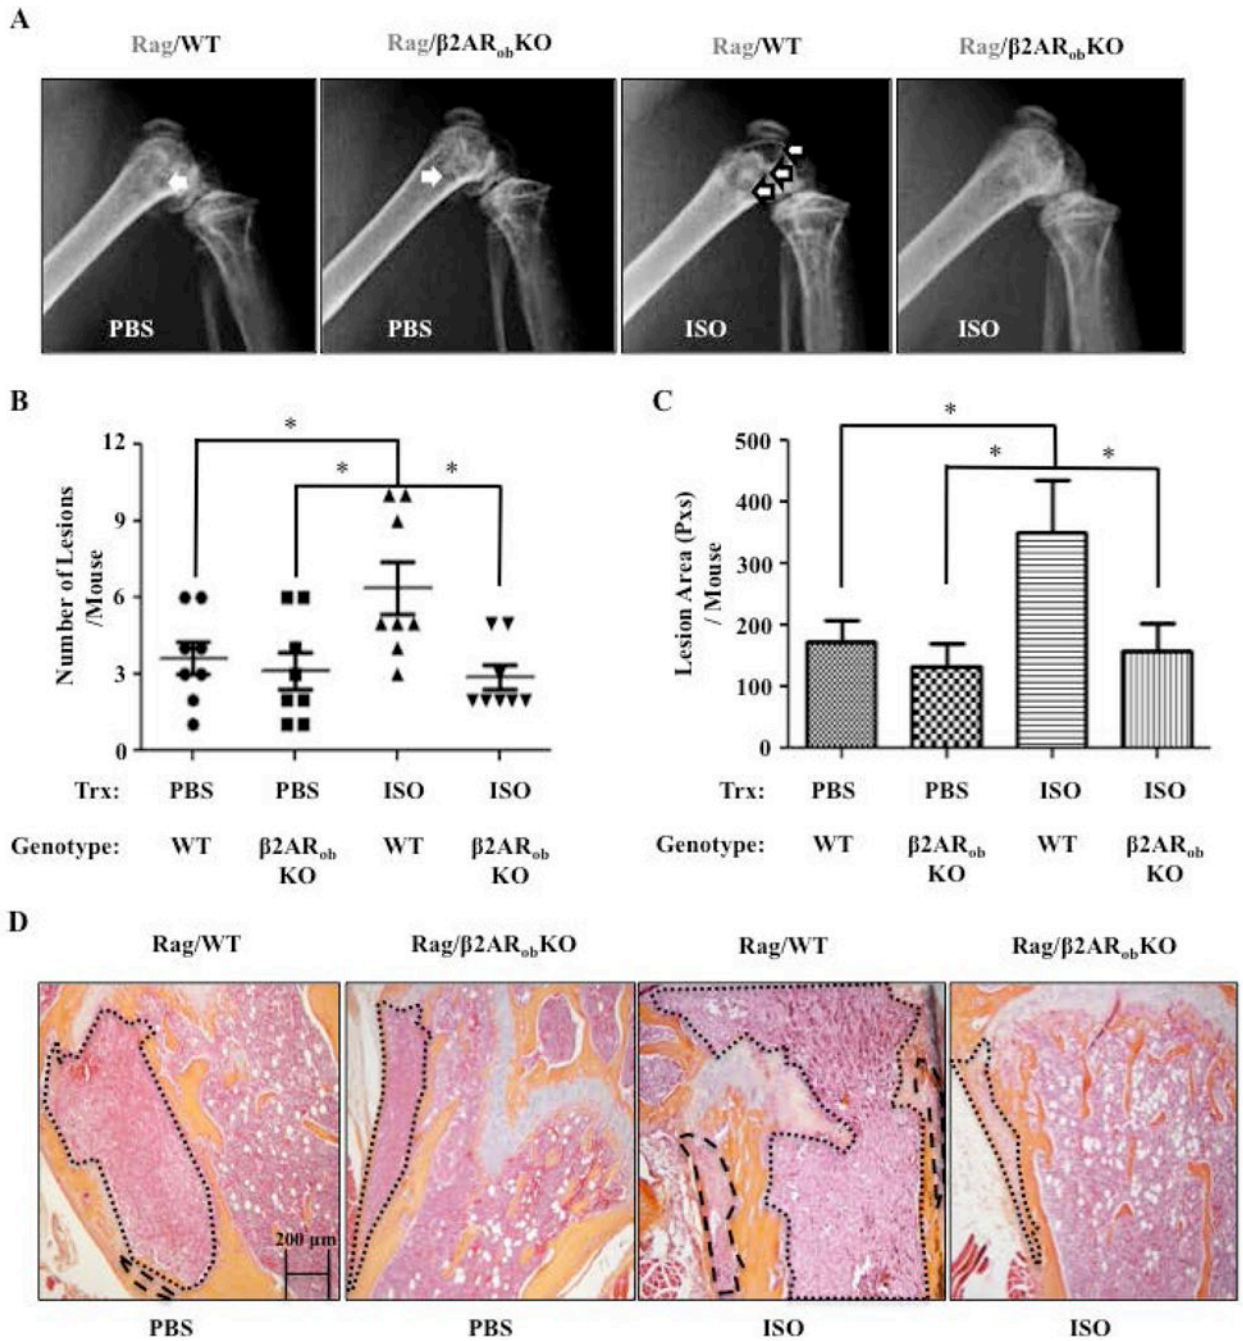 A
Rag/WT Rag/β2ARobKO Rag/WT Rag/β2ARobKO
PBS PBS ISO ISO
B
Number of Lesions
/Mouse
12
9
6
3
0
* * *
Trx: PBS PBS ISO ISO
Genotype: WT β2ARob WT β2ARob
KO KO
C
Lesion Area (Pxs)
/ Mouse
500
400
300
200
100
0
* * *
Trx: PBS PBS ISO ISO
Genotype: WT β2ARob WT β2ARob
KO KO
D
Rag/WT Rag/β2ARobKO Rag/WT Rag/β2ARobKO
200 μm
PBS PBS ISO ISO